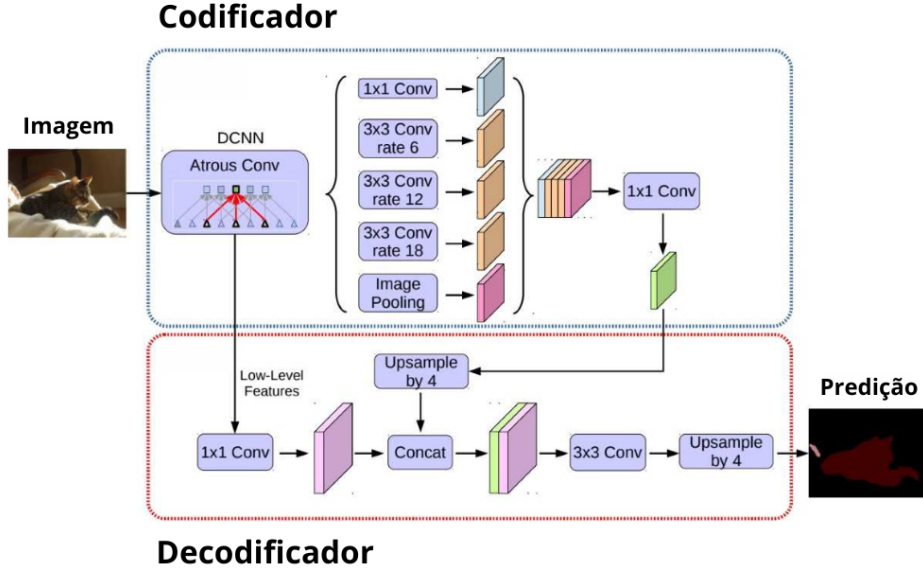 Codificador
Imagem
DCNN
Atrous Conv
1x1 Conv
3x3 Conv
rate 6
3x3 Conv
rate 12
3x3 Conv
rate 18
Image
Pooling
1x1 Conv
Low-Level
Features
Upsample
by 4
1x1 Conv
Concat
3x3 Conv
Upsample
by 4
Predição
Decodificador